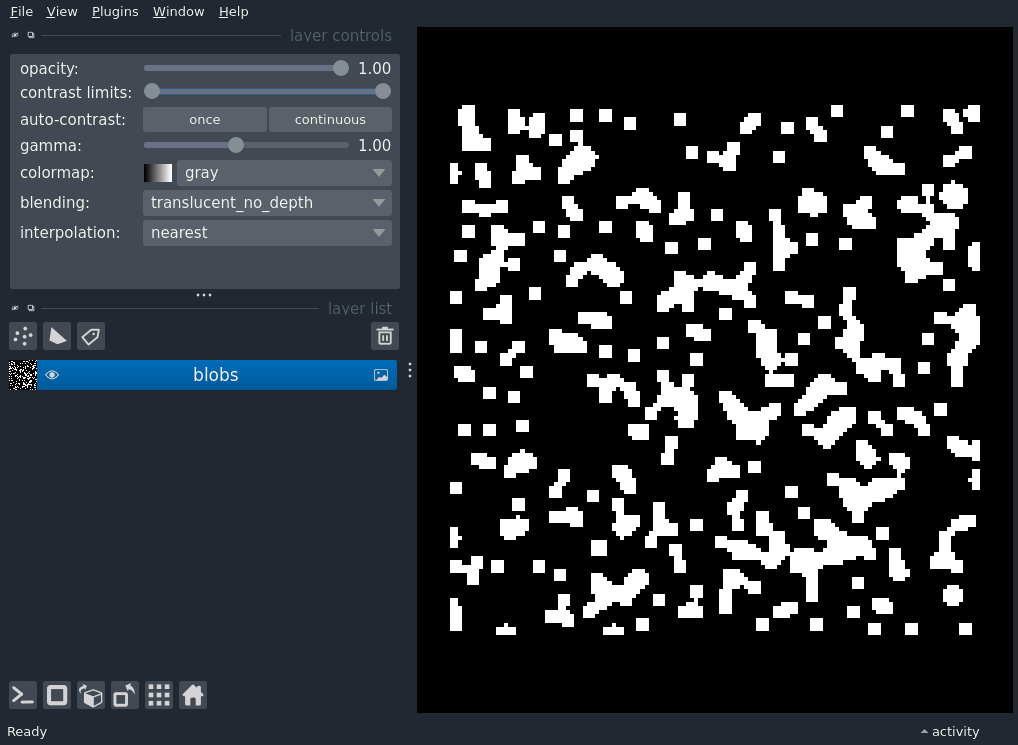 File View Plugins Window Help
layer controls
opacity: 1.00
contrast limits:
auto-contrast: once continuous
gamma: 1.00
colormap: gray
blending: translucent_no_depth
interpolation: nearest
layer list
blobs
Ready activity